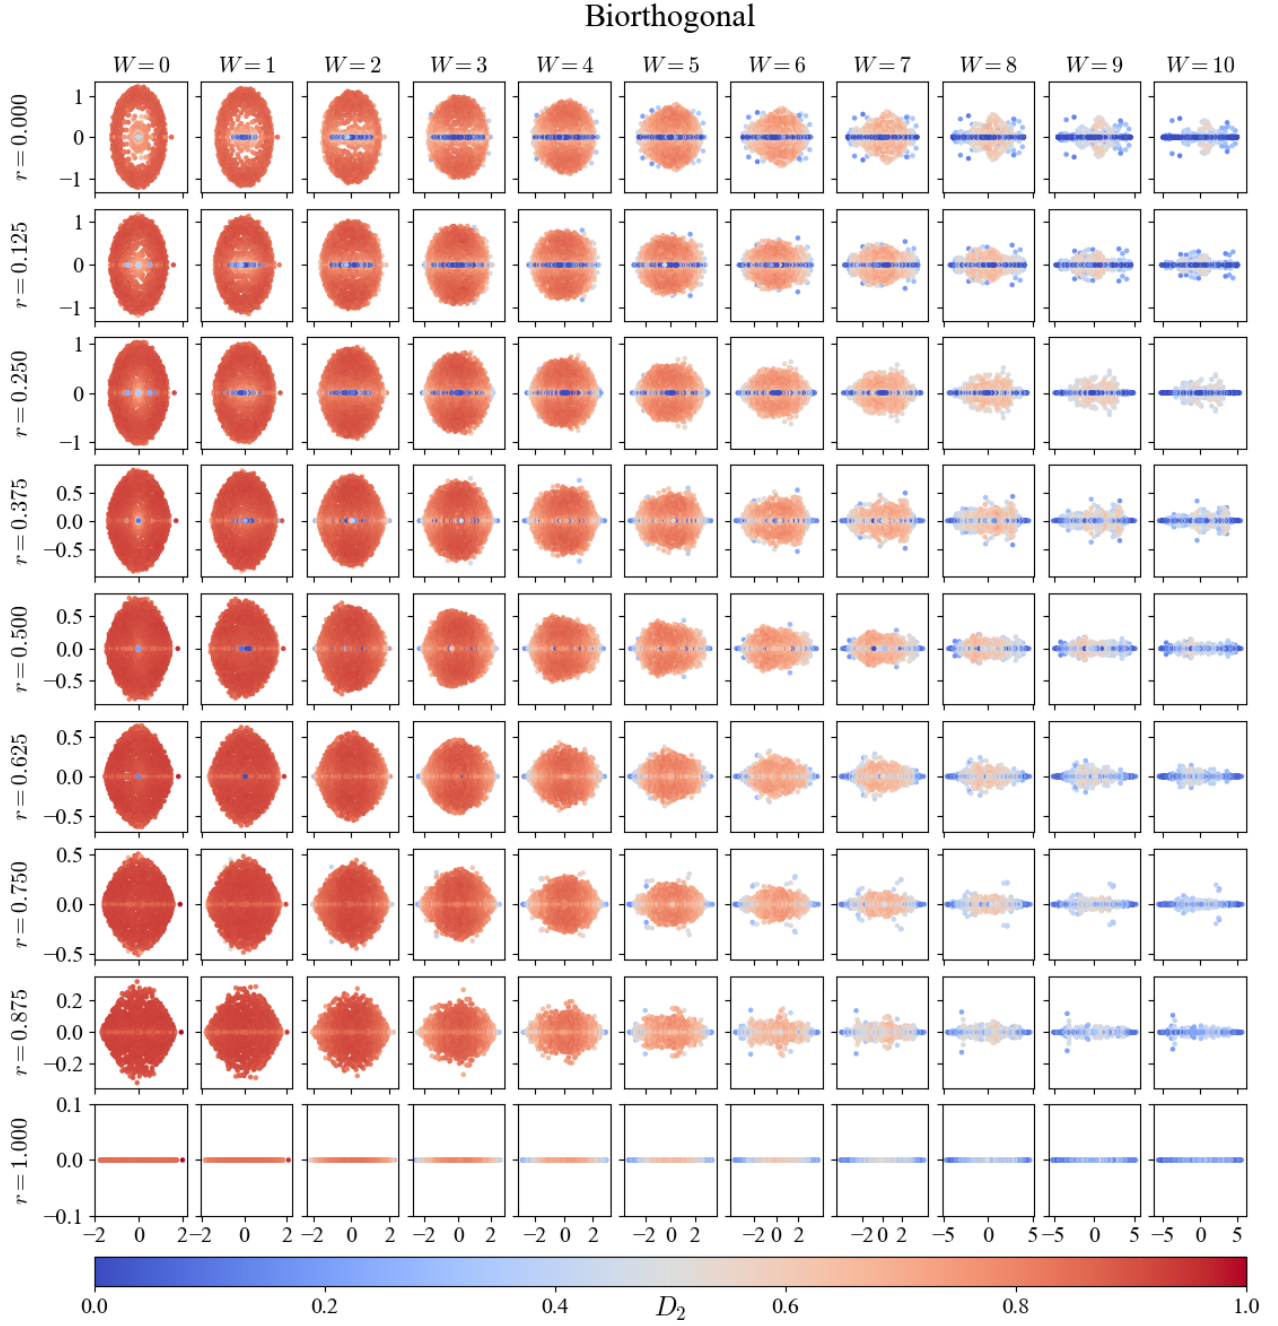 Biorthogonal
W = 0 W = 1 W = 2 W = 3 W = 4 W = 5 W = 6 W = 7 W = 8 W = 9 W = 10
r = 0.000
1
0
−1
r = 0.125
1
0
−1
r = 0.250
1
0
−1
r = 0.375
0.5
0.0
−0.5
r = 0.500
0.5
0.0
−0.5
r = 0.625
0.5
0.0
−0.5
r = 0.750
0.5
0.0
−0.5
r = 0.875
0.2
0.0
−0.2
r = 1.000
0.1
0.0
−0.1
−2 0 2 −2 0 2 −2 0 2 −2 0 2 −2 0 2 −2 0 2 −2 0 2 −2 0 2 −5 0 5 −5 0 5 −5 0 5
0.0 0.2 0.4 D₂ 0.6 0.8 1.0